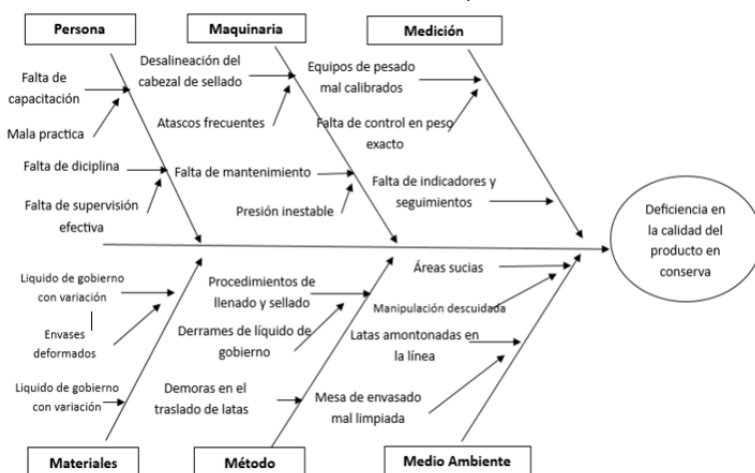 Persona
Maquinaria
Medición
Falta de
capacitación
Mala practica
Falta de diciplina
Falta de supervisión
efectiva
Desalineación del
cabezal de sellado
Atascos frecuentes
Falta de mantenimiento
Presión inestable
Equipos de pesado
mal calibrados
Falta de control en peso
exacto
Falta de indicadores y
seguimientos
Deficiencia en
la calidad del
producto en
conserva
Liquido de gobierno
con variación
Envases
deformados
Liquido de gobierno
con variación
Procedimientos de
llenado y sellado
Derrames de líquido de
gobierno
Demoras en el
traslado de latas
Áreas sucias
Manipulación descuidada
Latas amontonadas en
la línea
Mesa de envasado
mal limpiada
Materiales
Método
Medio Ambiente